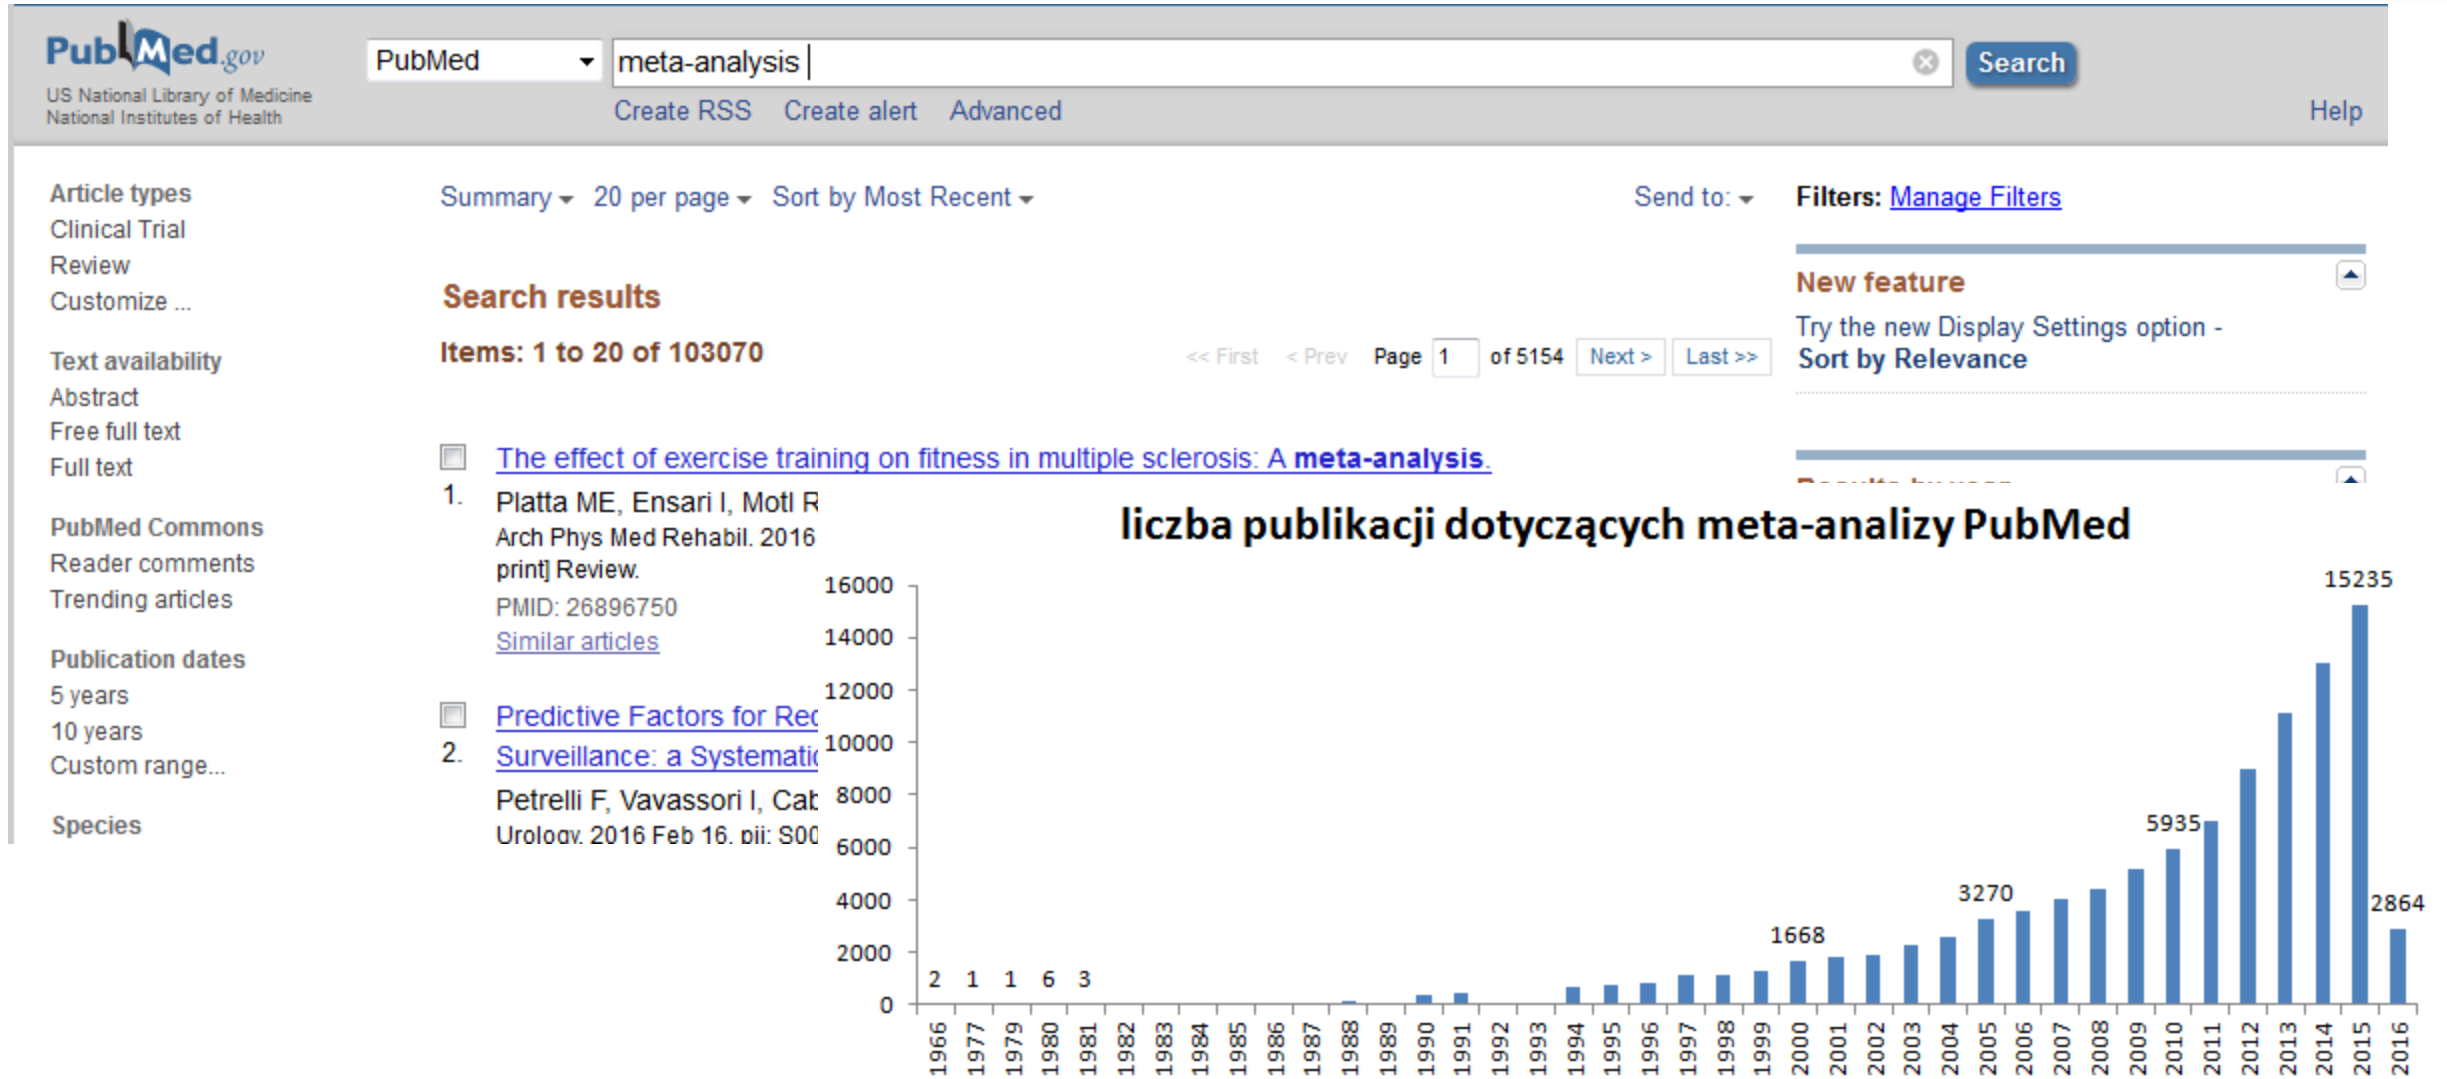 PubMed.gov
US National Library of Medicine
National Institutes of Health
PubMed
meta-analysis
Search
Create RSS Create alert Advanced
Help
Article types
Clinical Trial
Review
Customize ...
Text availability
Abstract
Free full text
Full text
PubMed Commons
Reader comments
Trending articles
Publication dates
5 years
10 years
Custom range...
Species
Summary 20 per page Sort by Most Recent
Send to:
Filters: Manage Filters
Search results
Items: 1 to 20 of 103070
<< First < Prev Page 1 of 5154 Next > Last >>
New feature
Try the new Display Settings option -
Sort by Relevance
The effect of exercise training on fitness in multiple sclerosis: A meta-analysis.
1.
Platta ME, Ensari I, Motl R
Arch Phys Med Rehabil. 2016
print] Review.
PMID: 26896750
Similar articles
Predictive Factors for Rec
2.
Surveillance: a Systematic
Petrelli F, Vavassori I, Cab
Urology. 2016 Feb 16. pii: S00
liczba publikacji dotyczących meta-analizy PubMed
16000
14000
12000
10000
8000
6000
4000
2000
0
2 1 1 6 3
1668
3270
5935
15235
2864
1966
1977
1979
1980
1981
1982
1983
1984
1985
1986
1987
1988
1989
1990
1991
1992
1993
1994
1995
1996
1997
1998
1999
2000
2001
2002
2003
2004
2005
2006
2007
2008
2009
2010
2011
2012
2013
2014
2015
2016